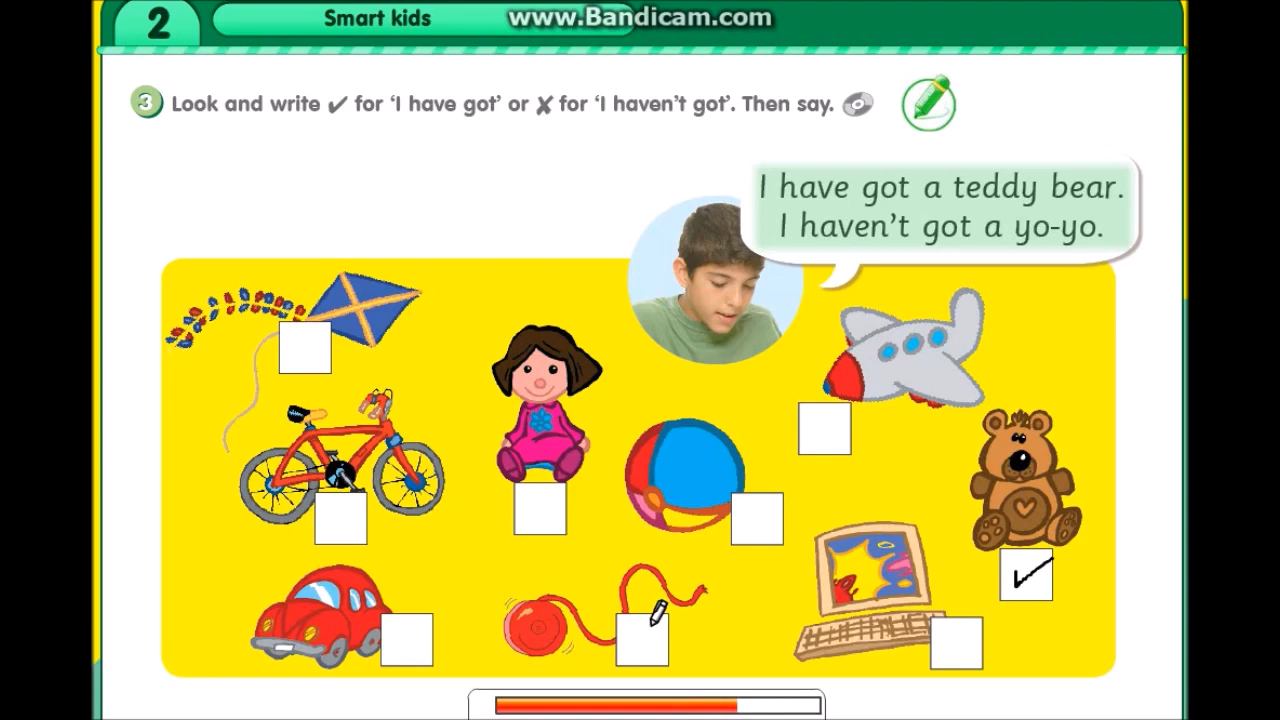 2 Smart kids
www.Bandicam.com
3 Look and write ✔ for ‘I have got’ or ✘ for ‘I haven’t got’. Then say.
I have got a teddy bear.
I haven’t got a yo-yo.